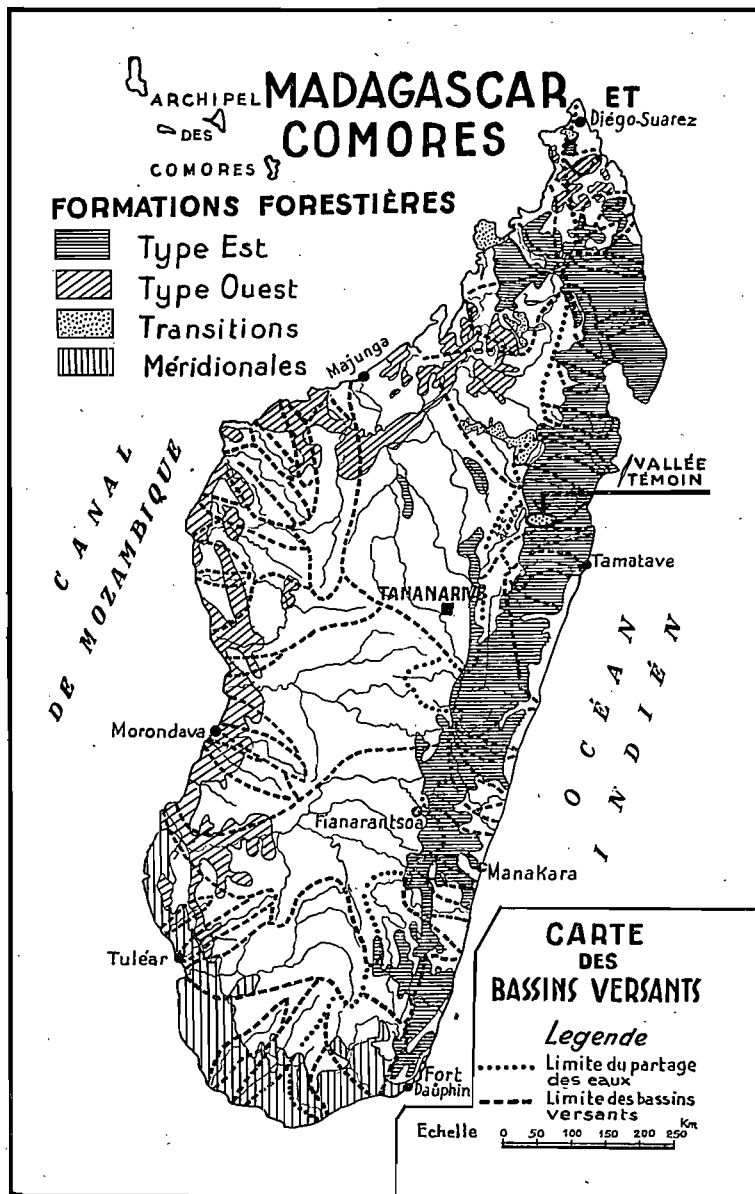 MADAGASCAR ET
COMORES
ARCHIPEL
DES
COMORES
FORMATIONS FORESTIÈRES
Type Est
Type Ouest
Transitions
Méridionales
Diégo-Suarez
Majunga
CANAL
DE MOZAMBIQUE
VALLÉE
TÉMOIN
Tamatave
TANANARIVE
OCÉAN
INDIÉN
Morondava
Fianarantsoa
Manakara
Tuléar
Fort
Daûphin
CARTE
DES
BASSINS VERSANTS
Legende
Limite du partage
des eaux
Limite des bassins
versants
Echelle 0 50 100 150 200 250 Km